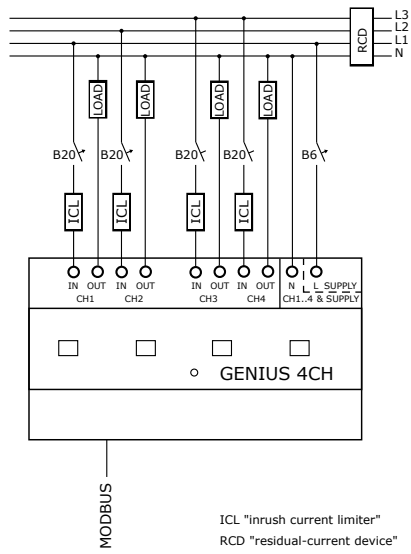 L3
L2
L1
N
RCD
LOAD
LOAD
LOAD
LOAD
B20
B20
B20
B20
B6
ICL
ICL
ICL
ICL
IN OUT IN OUT IN OUT IN OUT N L SUPPLY
CH1 CH2 CH3 CH4 CH1..4 & SUPPLY
GENIUS 4CH
MODBUS
ICL "inrush current limiter"
RCD "residual-current device"